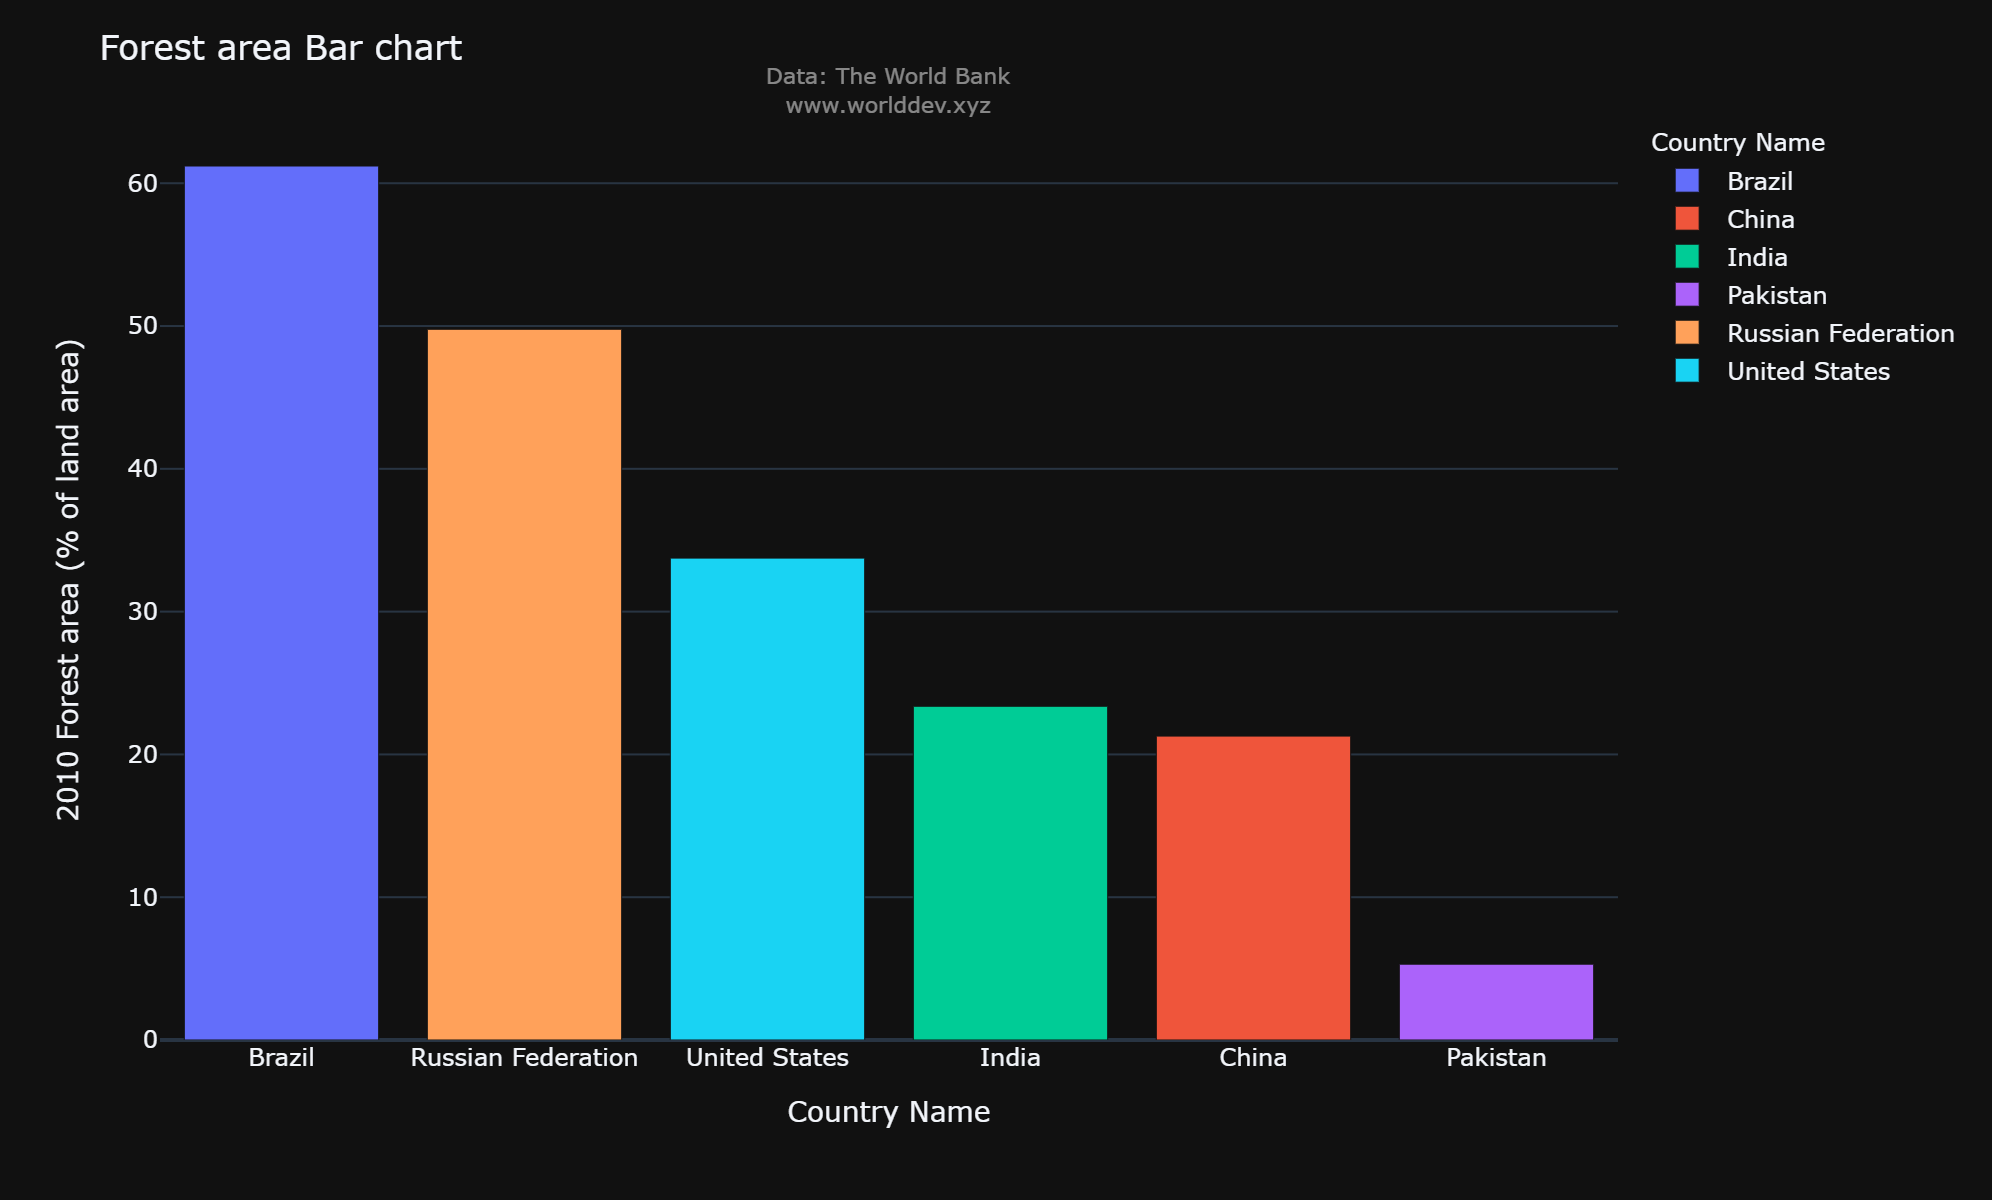 Forest area Bar chart
Data: The World Bank
www.worlddev.xyz
Country Name
Brazil
China
India
Pakistan
Russian Federation
United States
2010 Forest area (% of land area)
60
50
40
30
20
10
0
Brazil
Russian Federation
United States
India
China
Pakistan
Country Name